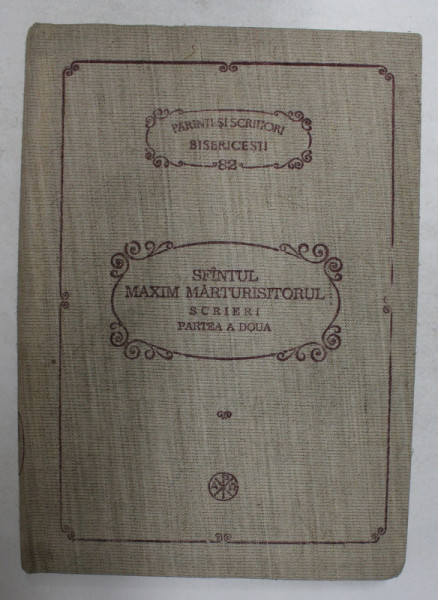 PĂRINȚI ȘI SCRIITORI
BISERICEȘTI
82
SFÎNTUL
MAXIM MĂRTURISITORUL
SCRIERI
PARTEA A DOUA